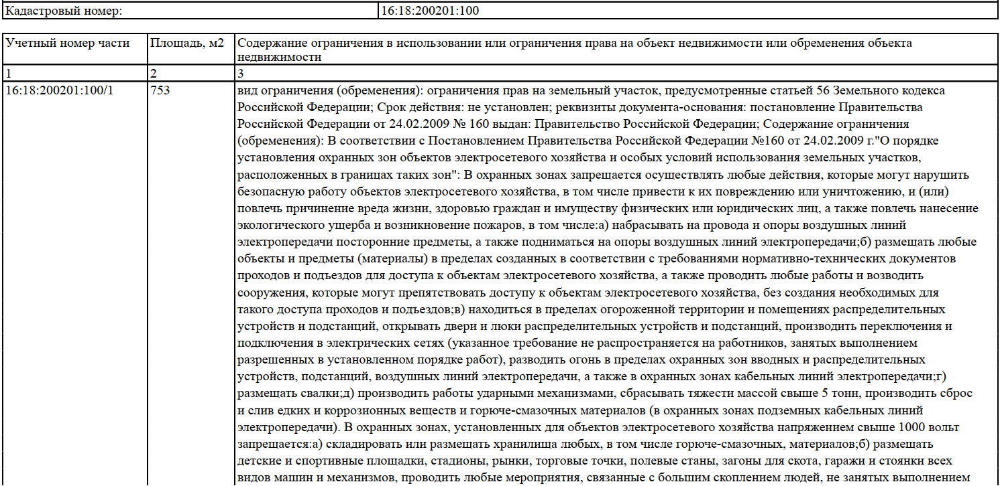 Кадастровый номер: 16:18:200201:100
Учетный номер части Площадь, м2 Содержание ограничения в использовании или ограничения права на объект недвижимости или обременения объекта
недвижимости
1 2 3
16:18:200201:100/1 753 вид ограничения (обременения): ограничения прав на земельный участок, предусмотренные статьей 56 Земельного кодекса
Российской Федерации; Срок действия: не установлен; реквизиты документа-основания: постановление Правительства
Российской Федерации от 24.02.2009 № 160 выдан: Правительство Российской Федерации; Содержание ограничения
(обременения): В соответствии с Постановлением Правительства Российской Федерации №160 от 24.02.2009 г."О порядке
установления охранных зон объектов электросетевого хозяйства и особых условий использования земельных участков,
расположенных в границах таких зон": В охранных зонах запрещается осуществлять любые действия, которые могут нарушить
безопасную работу объектов электросетевого хозяйства, в том числе привести к их повреждению или уничтожению, и (или)
повлечь причинение вреда жизни, здоровью граждан и имуществу физических или юридических лиц, а также повлечь нанесение
экологического ущерба и возникновение пожаров, в том числе:а) набрасывать на провода и опоры воздушных линий
электропередачи посторонние предметы, а также подниматься на опоры воздушных линий электропередачи;б) размещать любые
объекты и предметы (материалы) в пределах созданных в соответствии с требованиями нормативно-технических документов
проходов и подъездов для доступа к объектам электросетевого хозяйства, а также проводить любые работы и возводить
сооружения, которые могут препятствовать доступу к объектам электросетевого хозяйства, без создания необходимых для
такого доступа проходов и подъездов;в) находиться в пределах огороженной территории и помещениях распределительных
устройств и подстанций, открывать двери и люки распределительных устройств и подстанций, производить переключения и
подключения в электрических сетях (указанное требование не распространяется на работников, занятых выполнением
разрешенных в установленном порядке работ), разводить огонь в пределах охранных зон вводных и распределительных
устройств, подстанций, воздушных линий электропередачи, а также в охранных зонах кабельных линий электропередачи;г)
размещать свалки;д) производить работы ударными механизмами, сбрасывать тяжести массой свыше 5 тонн, производить сброс
и слив едких и коррозионных веществ и горюче-смазочных материалов (в охранных зонах подземных кабельных линий
электропередачи). В охранных зонах, установленных для объектов электросетевого хозяйства напряжением свыше 1000 вольт
запрещается:а) складировать или размещать хранилища любых, в том числе горюче-смазочных, материалов;б) размещать
детские и спортивные площадки, стадионы, рынки, торговые точки, полевые станы, загоны для скота, гаражи и стоянки всех
видов машин и механизмов, проводить любые мероприятия, связанные с большим скоплением людей, не занятых выполнением